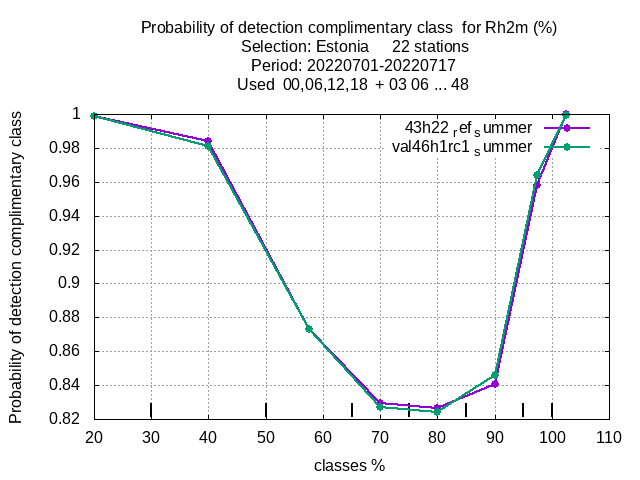 Probability of detection complimentary class  for Rh2m (%)
Selection: Estonia     22 stations
Period: 20220701-20220717
Used  00,06,12,18  + 03 06 ... 48
43h22 ref summer
val46h1rc1 summer
Probability of detection complimentary class
1
0.98
0.96
0.94
0.92
0.9
0.88
0.86
0.84
0.82
20 30 40 50 60 70 80 90 100 110
classes %